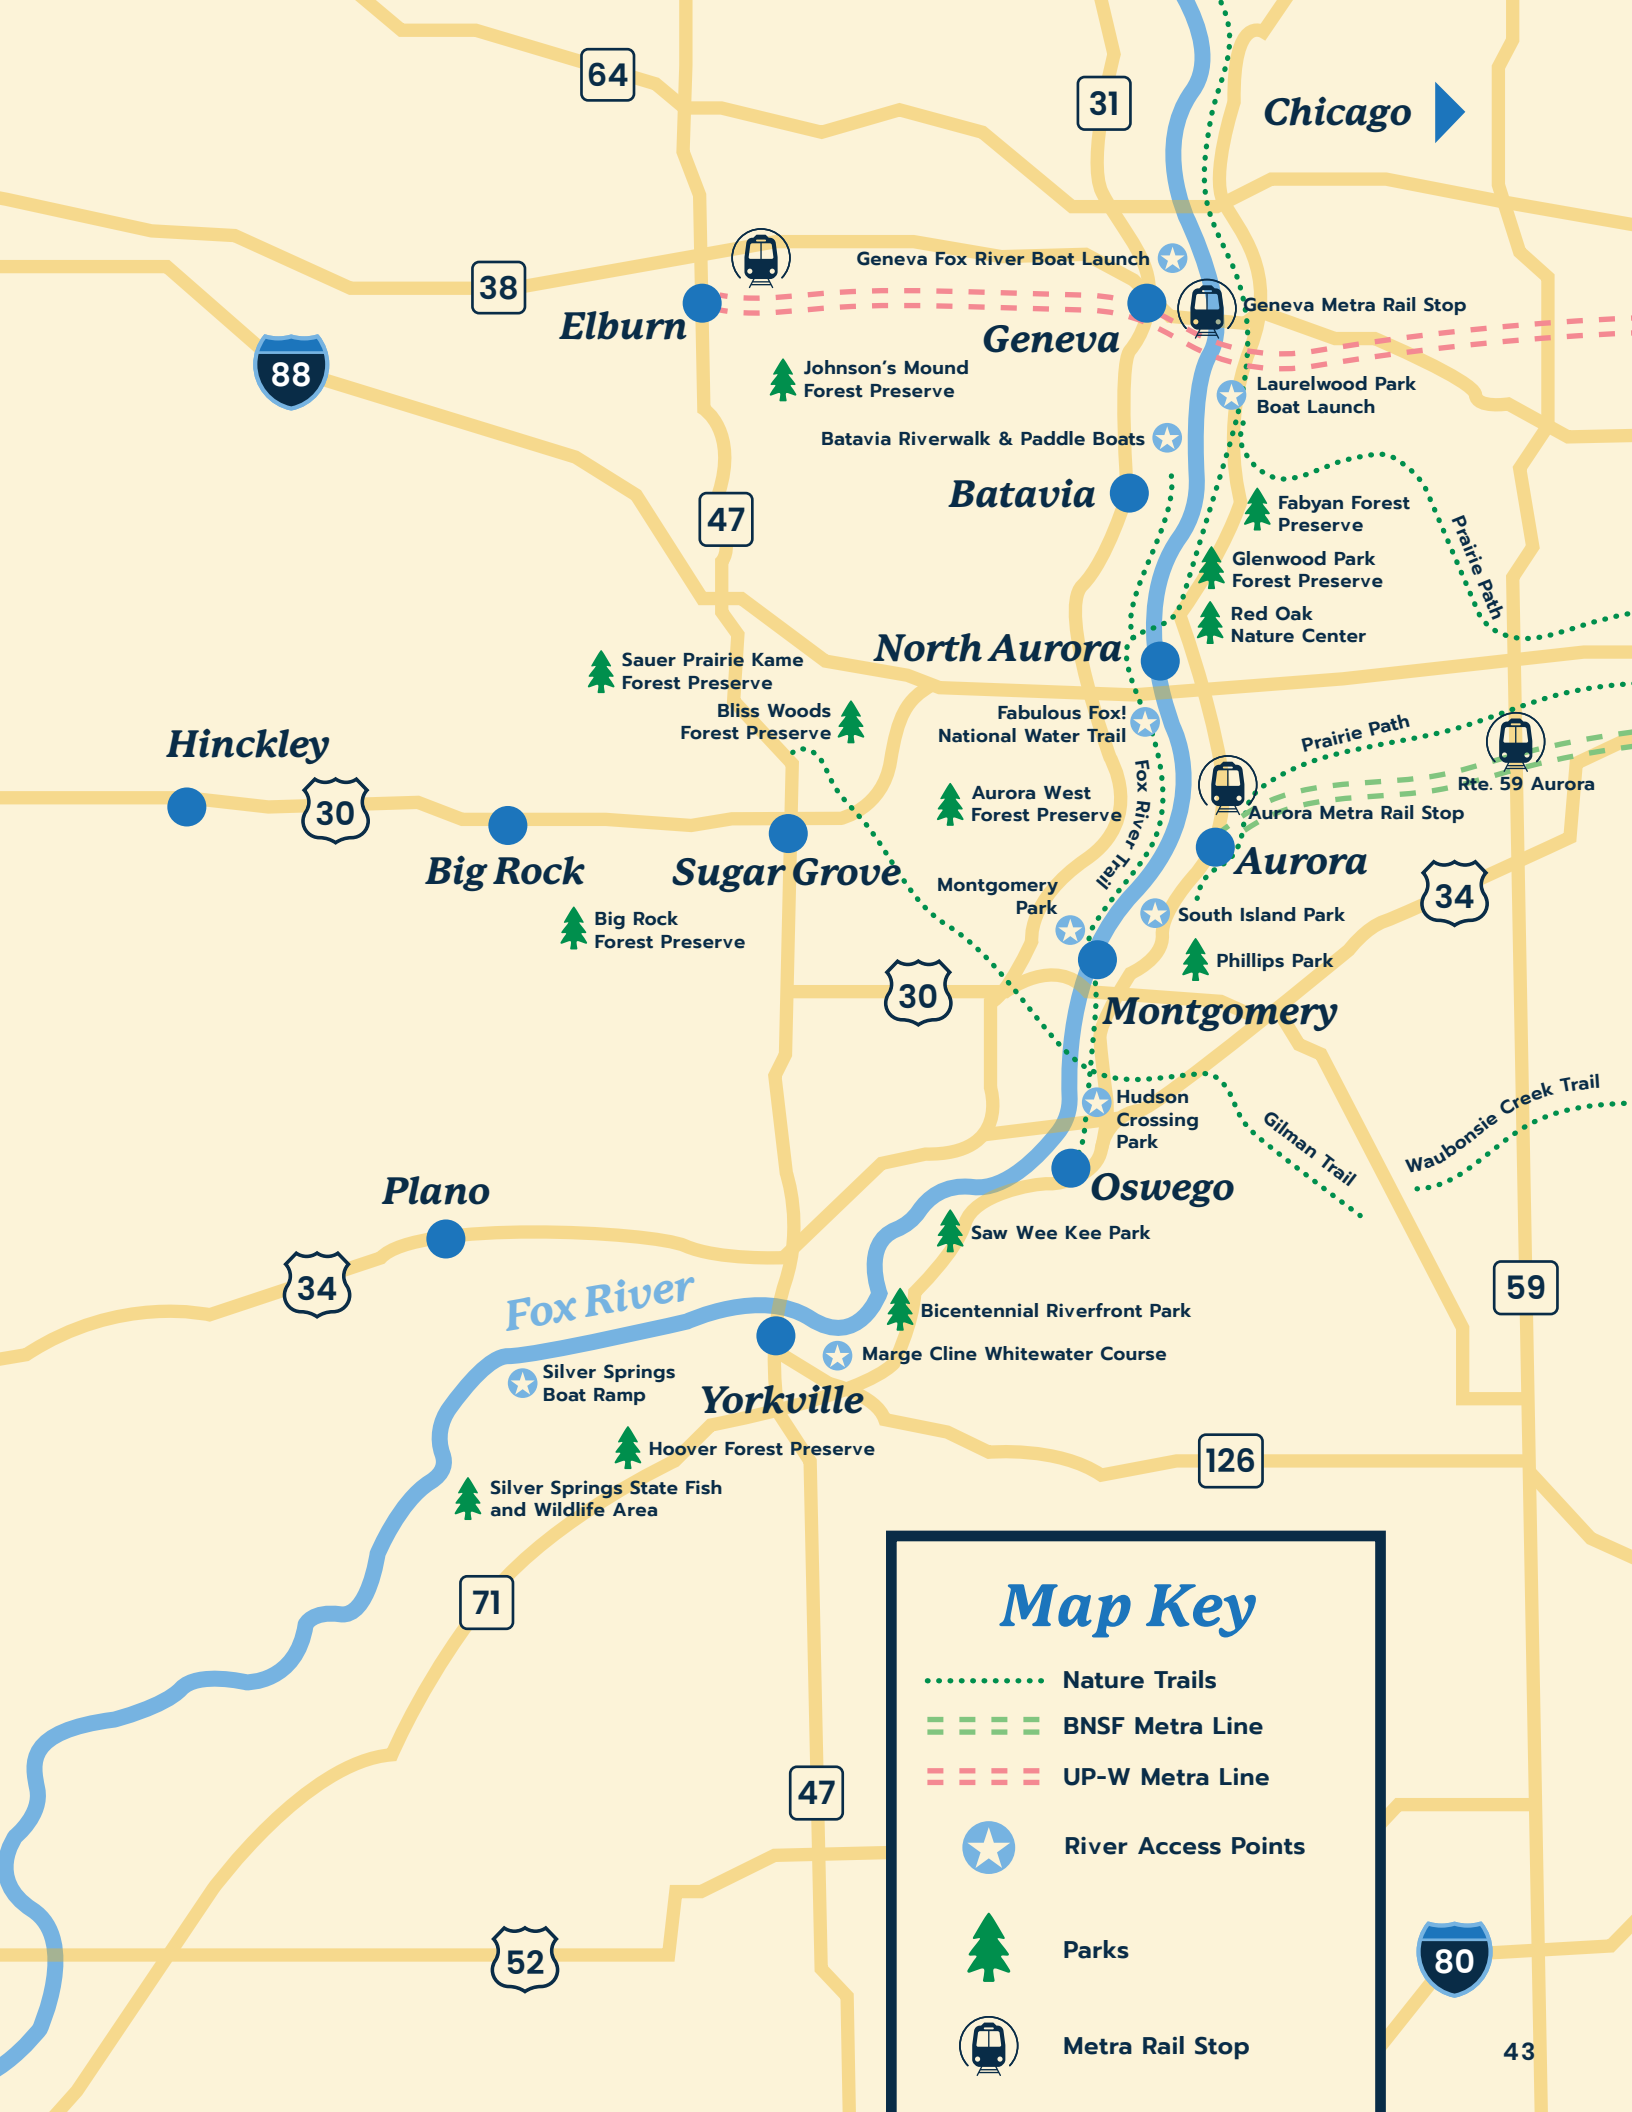 64
31
Chicago
Geneva Fox River Boat Launch
38
Geneva Metra Rail Stop
Elburn
Geneva
88
Johnson's Mound
Forest Preserve
Laurelwood Park
Boat Launch
Batavia Riverwalk & Paddle Boats
Batavia
47
Fabyan Forest
Preserve
Prairie Path
Glenwood Park
Forest Preserve
Red Oak
Nature Center
North Aurora
Sauer Prairie Kame
Forest Preserve
Bliss Woods
Forest Preserve
Fabulous Fox!
National Water Trail
Prairie Path
Hinckley
Fox River Trail
Rte. 59 Aurora
30
Aurora West
Forest Preserve
Aurora Metra Rail Stop
Big Rock
Sugar Grove
Aurora
34
Montgomery
Park
South Island Park
Big Rock
Forest Preserve
Phillips Park
30
Montgomery
Hudson
Crossing
Park
Gilman Trail
Waubonsie Creek Trail
Plano
Oswego
Saw Wee Kee Park
34
59
Fox River
Bicentennial Riverfront Park
Marge Cline Whitewater Course
Silver Springs
Boat Ramp
Yorkville
Hoover Forest Preserve
126
Silver Springs State Fish
and Wildlife Area
71
Map Key
Nature Trails
BNSF Metra Line
UP-W Metra Line
47
River Access Points
Parks
52
80
Metra Rail Stop
43